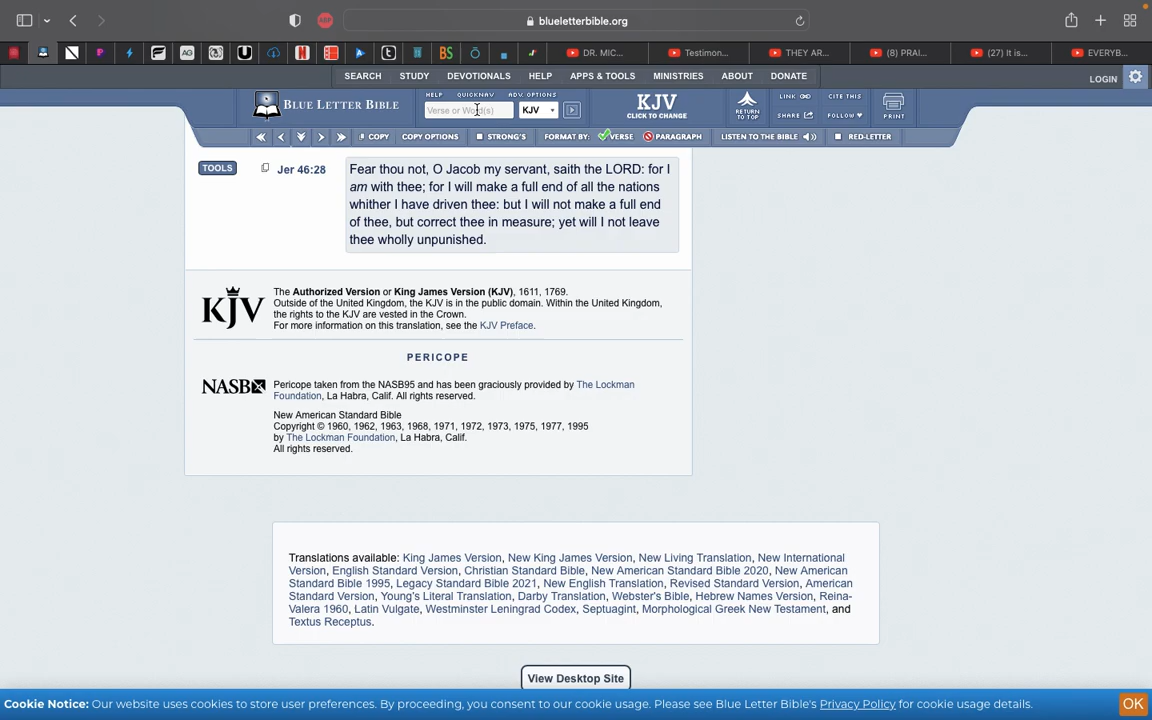 blueletterbible.org
ABP
AG
U
N
t
BS
DR. MIC...
Testimon...
THEY AR...
(8) PRAI...
(27) It is...
EVERYB...
SEARCH STUDY DEVOTIONALS HELP APPS & TOOLS MINISTRIES ABOUT DONATE LOGIN
HELP QUICKNAV ADV. OPTIONS
BLUE LETTER BIBLE
Verse or Word(s) KJV
KJV
CLICK TO CHANGE
RETURN
TO TOP
LINK CITE THIS
SHARE FOLLOW
PRINT
COPY COPY OPTIONS STRONG'S FORMAT BY: VERSE PARAGRAPH LISTEN TO THE BIBLE RED-LETTER
TOOLS
Jer 46:28
Fear thou not, O Jacob my servant, saith the LORD: for I
am with thee; for I will make a full end of all the nations
whither I have driven thee: but I will not make a full end
of thee, but correct thee in measure; yet will I not leave
thee wholly unpunished.
KJV
The Authorized Version or King James Version (KJV), 1611, 1769.
Outside of the United Kingdom, the KJV is in the public domain. Within the United Kingdom,
the rights to the KJV are vested in the Crown.
For more information on this translation, see the KJV Preface.
PERICOPE
NASB
Pericope taken from the NASB95 and has been graciously provided by The Lockman
Foundation, La Habra, Calif. All rights reserved.
New American Standard Bible
Copyright © 1960, 1962, 1963, 1968, 1971, 1972, 1973, 1975, 1977, 1995
by The Lockman Foundation, La Habra, Calif.
All rights reserved.
Translations available: King James Version, New King James Version, New Living Translation, New International
Version, English Standard Version, Christian Standard Bible, New American Standard Bible 2020, New American
Standard Bible 1995, Legacy Standard Bible 2021, New English Translation, Revised Standard Version, American
Standard Version, Young's Literal Translation, Darby Translation, Webster's Bible, Hebrew Names Version, Reina-
Valera 1960, Latin Vulgate, Westminster Leningrad Codex, Septuagint, Morphological Greek New Testament, and
Textus Receptus.
View Desktop Site
Cookie Notice: Our website uses cookies to store user preferences. By proceeding, you consent to our cookie usage. Please see Blue Letter Bible's Privacy Policy for cookie usage details.
OK